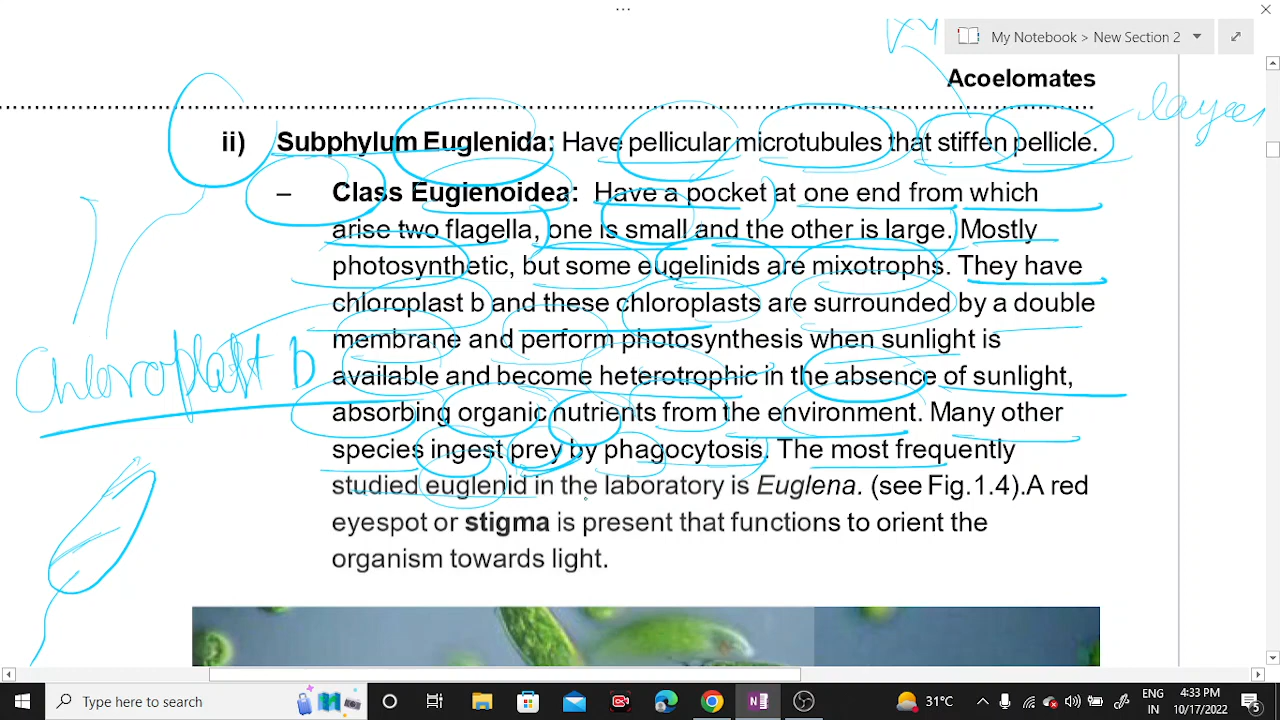 My Notebook > New Section 2
Acoelomates
layer
ii) Subphylum Euglenida: Have pellicular microtubules that stiffen pellicle.
– Class Euglenoidea: Have a pocket at one end from which
arise two flagella, one is small and the other is large. Mostly
photosynthetic, but some eugelinids are mixotrophs. They have
chloroplast b and these chloroplasts are surrounded by a double
membrane and perform photosynthesis when sunlight is
Chloroplast b
available and become heterotrophic in the absence of sunlight,
absorbing organic nutrients from the environment. Many other
species ingest prey by phagocytosis. The most frequently
studied euglenid in the laboratory is Euglena. (see Fig.1.4).A red
eyespot or stigma is present that functions to orient the
organism towards light.
Type here to search
31°C
ENG
IN
4:33 PM
10/17/2022
5